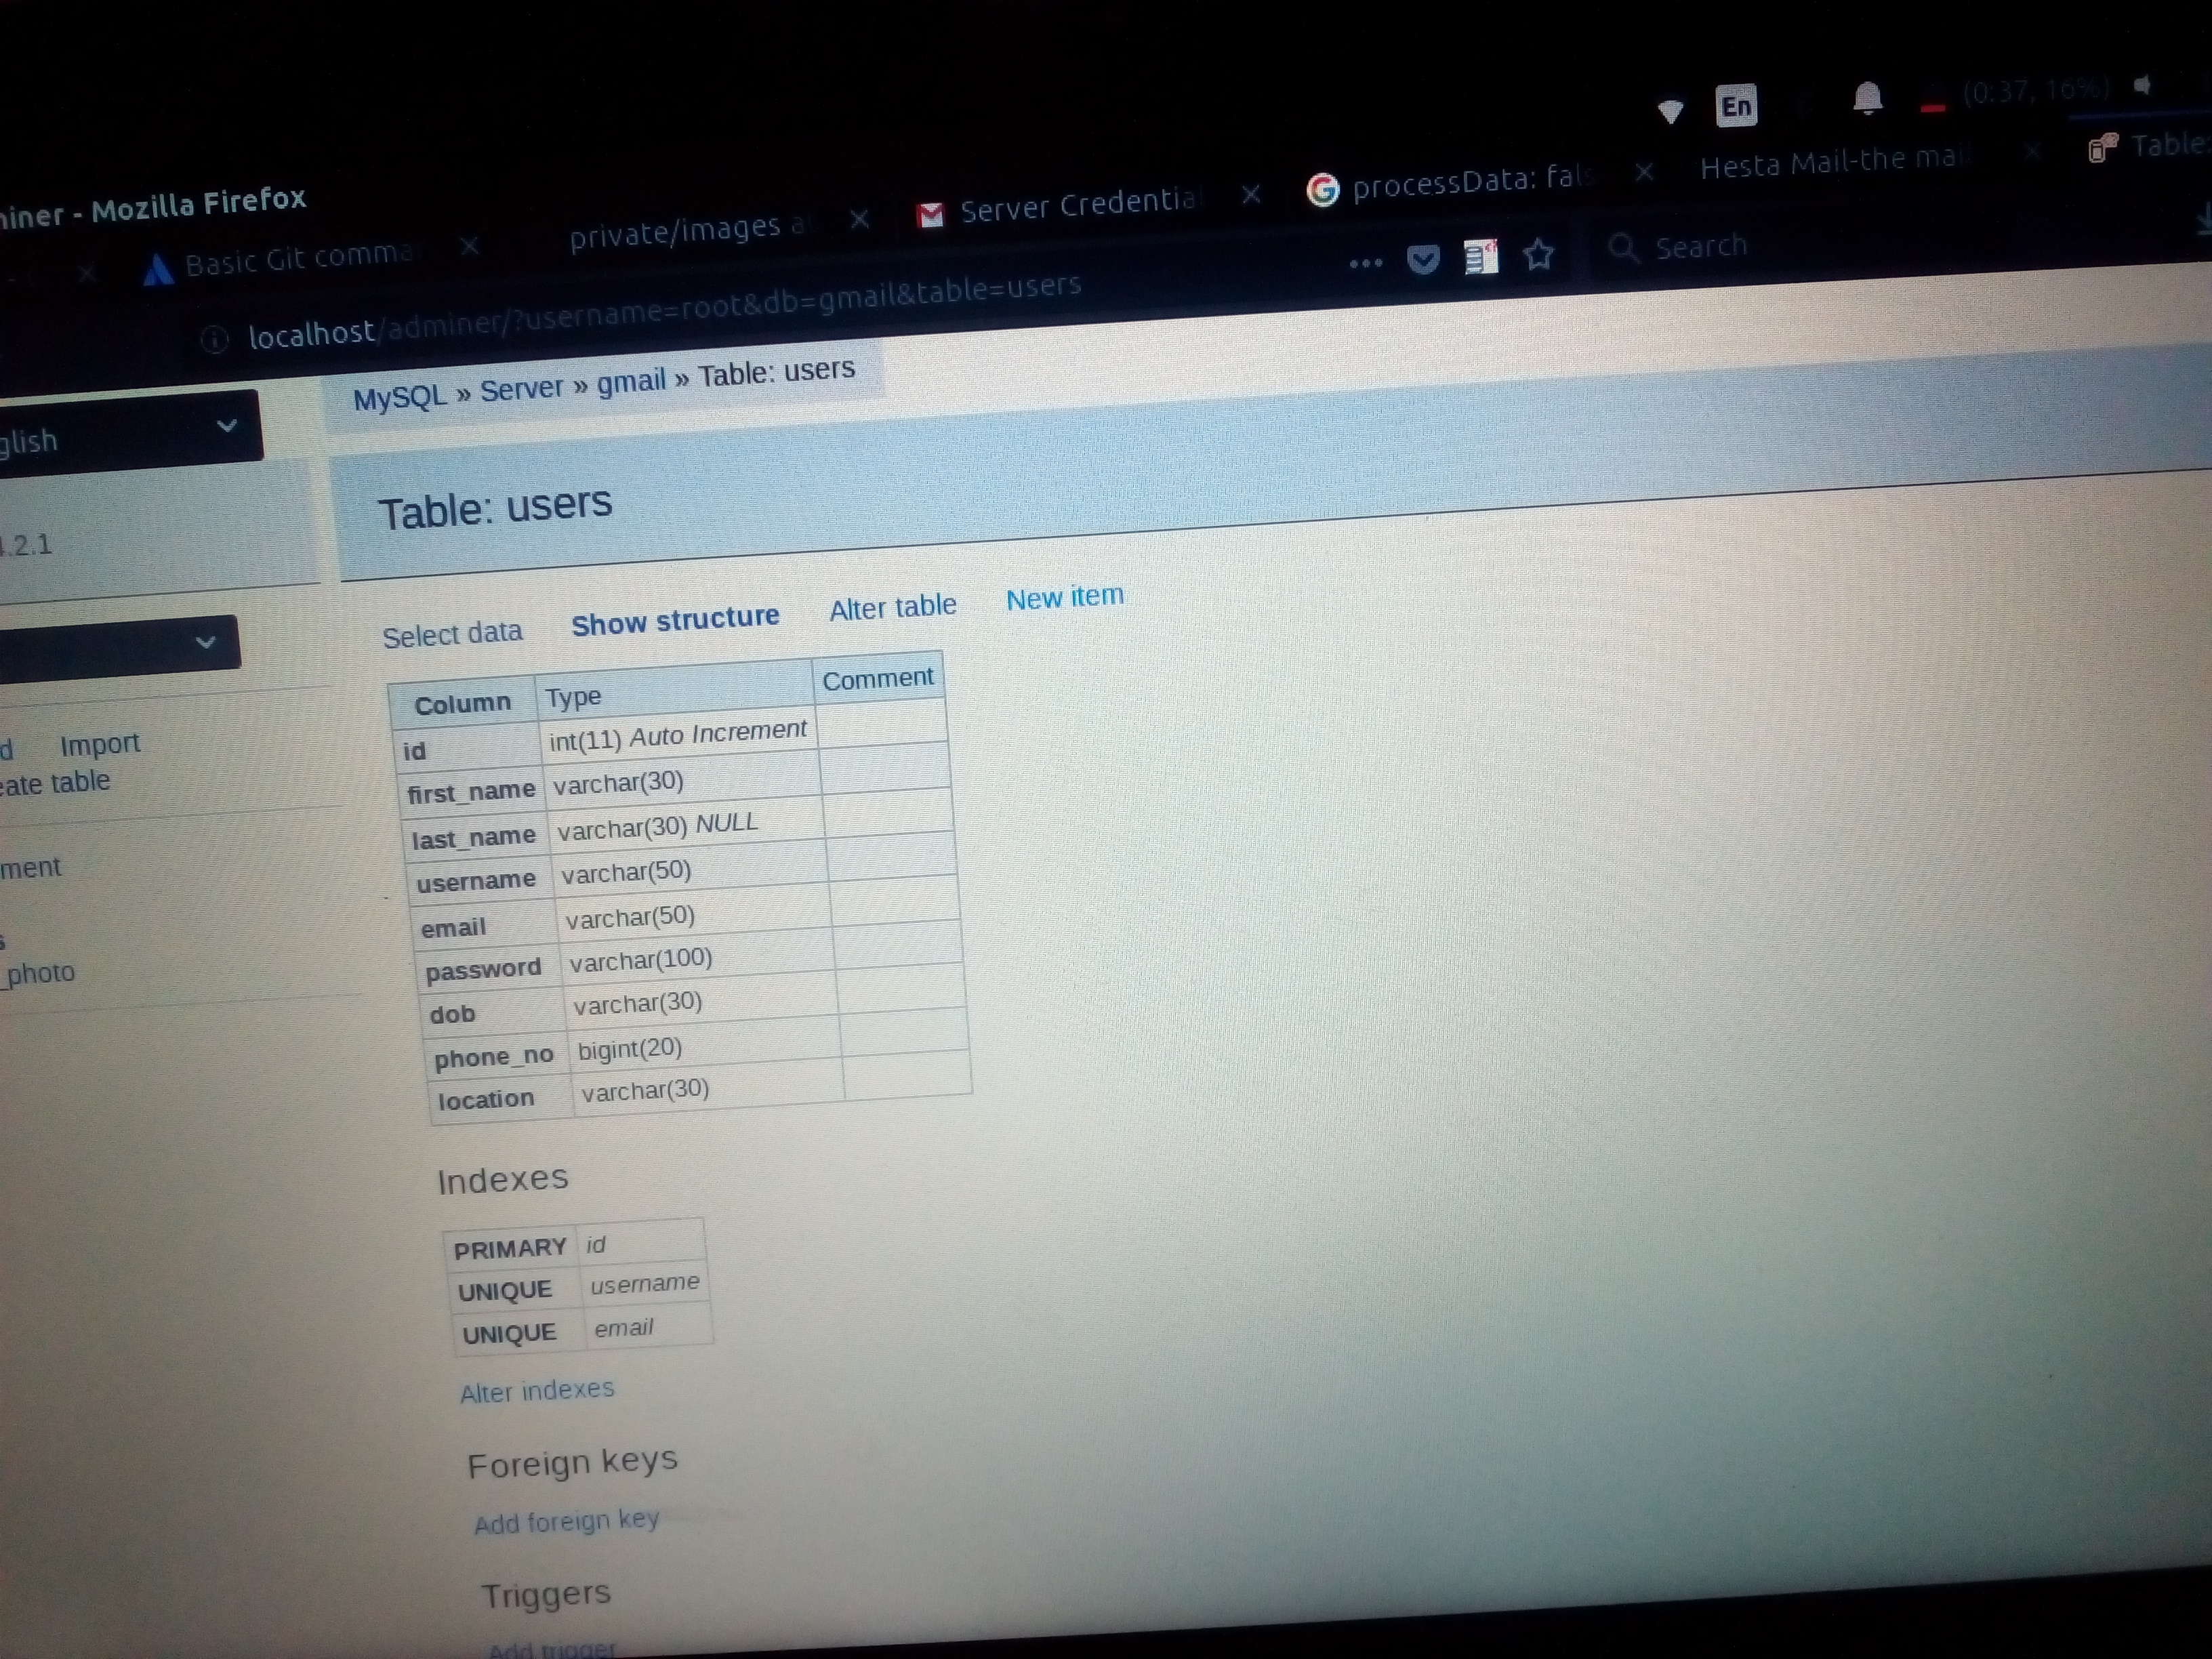 En (0:37, 16%)
niner - Mozilla Firefox
Basic Git comma private/images a Server Credentia processData: fals Hesta Mail-the ma Table:
localhost/adminer/?username=root&db=gmail&table=users Search
glish
MySQL » Server » gmail » Table: users
.2.1
Table: users
Select data Show structure Alter table New item
d Import
eate table
ment
s
_photo
Column Type Comment
id int(11) Auto Increment
first_name varchar(30)
last_name varchar(30) NULL
username varchar(50)
email varchar(50)
password varchar(100)
dob varchar(30)
phone_no bigint(20)
location varchar(30)
Indexes
PRIMARY id
UNIQUE username
UNIQUE email
Alter indexes
Foreign keys
Add foreign key
Triggers
Add trigger